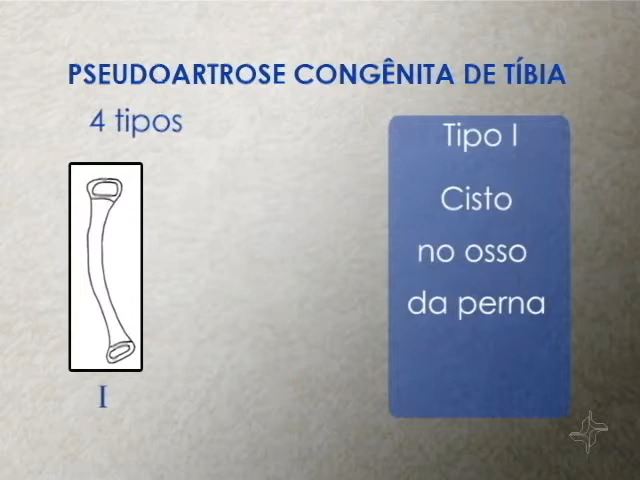 PSEUDOARTROSE CONGÊNITA DE TÍBIA
4 tipos
I
Tipo I
Cisto
no osso
da perna